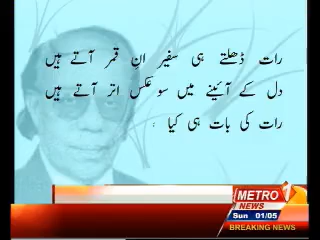 رات ڈھلتے ہی سفیر انِ قمر آتے ہیں
دل کے آئینے میں سو عکس اتر آتے ہیں
رات کی بات ہی کیا ،
METRO 1
NEWS
Sun 01/05
BREAKING NEWS